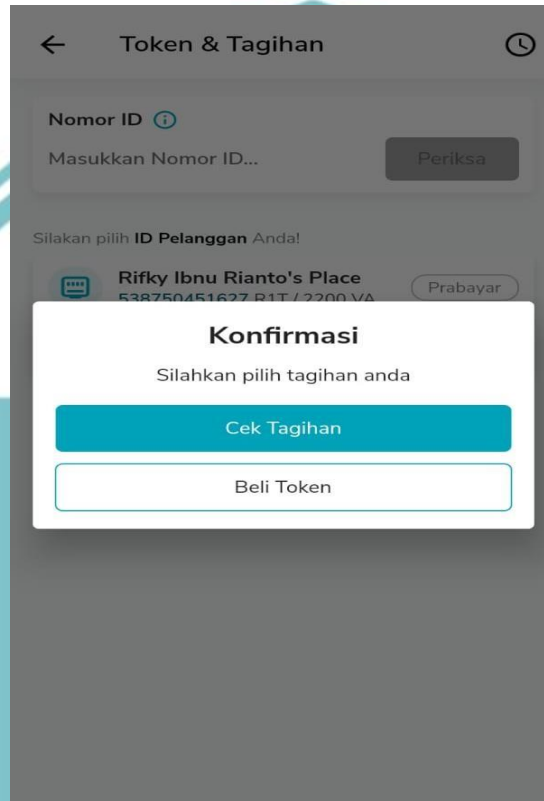 Token & Tagihan
Nomor ID
Masukkan Nomor ID...
Periksa
Silakan pilih ID Pelanggan Anda!
Rifky Ibnu Rianto's Place
538750451627 R1T / 2200 VA
Prabayar
Konfirmasi
Silahkan pilih tagihan anda
Cek Tagihan
Beli Token